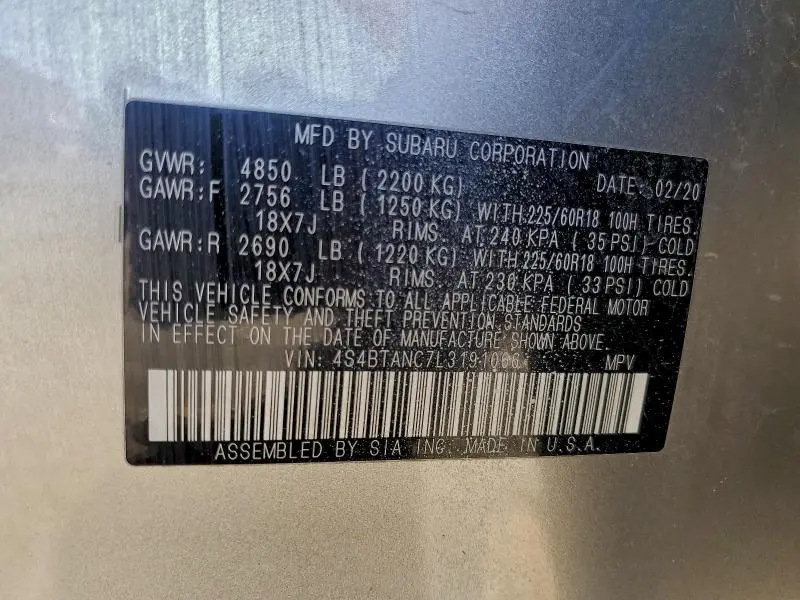 MFD BY SUBARU CORPORATION
GVWR: 4850 LB ( 2200 KG) DATE: 02/20
GAWR:F 2756 LB ( 1250 KG) WITH 225/60R18 100H TIRES.
18X7J RIMS AT 240 KPA ( 35 PSI) COLD
GAWR:R 2690 LB ( 1220 KG) WITH 225/60R18 100H TIRES.
18X7J RIMS AT 230 KPA ( 33 PSI) COLD
THIS VEHICLE CONFORMS TO ALL APPLICABLE FEDERAL MOTOR
VEHICLE SAFETY AND THEFT PREVENTION STANDARDS
IN EFFECT ON THE DATE OF MANUFACTURE SHOWN ABOVE.
VIN: 4S4BTANC7L3191066 MPV
ASSEMBLED BY SIA INC. MADE IN U.S.A.